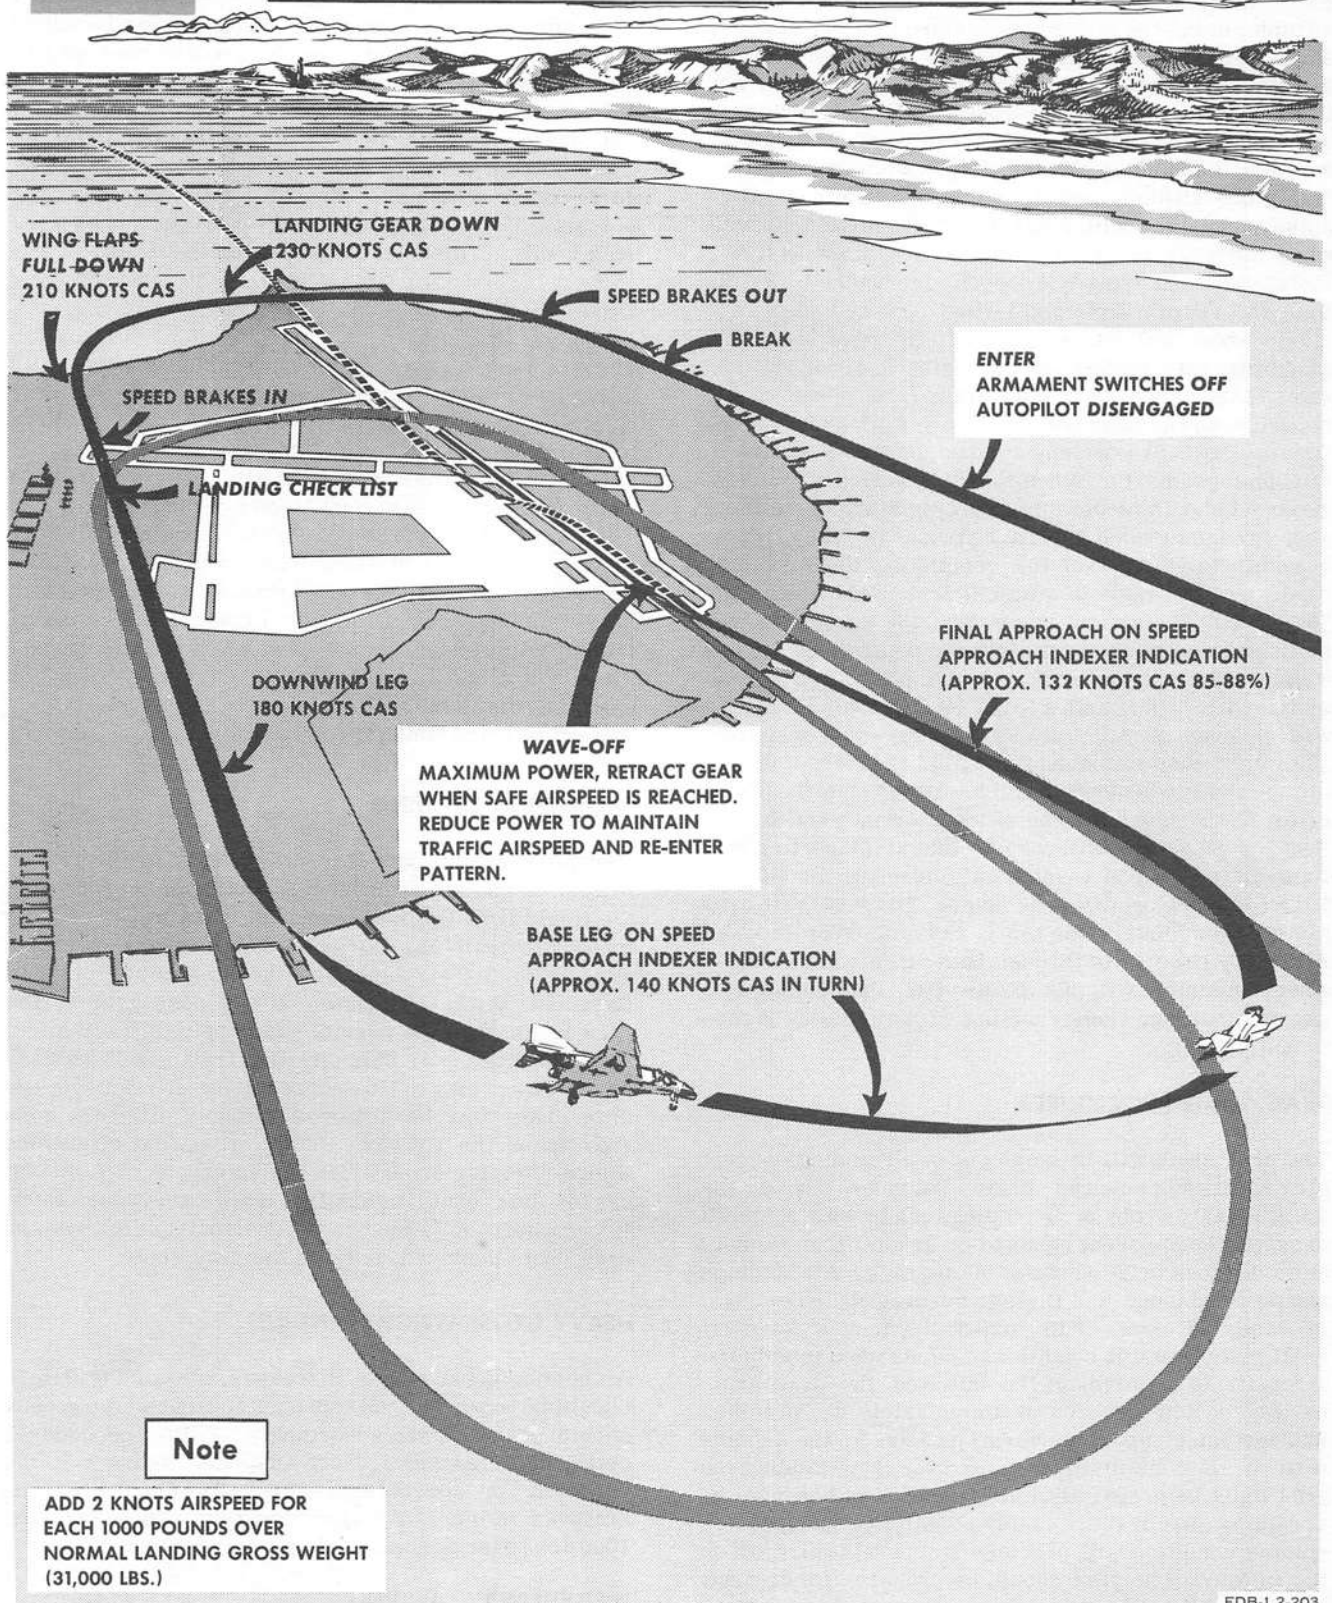 WING FLAPS
FULL DOWN
210 KNOTS CAS
LANDING GEAR DOWN
230 KNOTS CAS
SPEED BRAKES OUT
BREAK
ENTER
ARMAMENT SWITCHES OFF
AUTOPILOT DISENGAGED
SPEED BRAKES IN
LANDING CHECK LIST
DOWNWIND LEG
180 KNOTS CAS
FINAL APPROACH ON SPEED
APPROACH INDEXER INDICATION
(APPROX. 132 KNOTS CAS 85-88%)
WAVE-OFF
MAXIMUM POWER, RETRACT GEAR
WHEN SAFE AIRSPEED IS REACHED.
REDUCE POWER TO MAINTAIN
TRAFFIC AIRSPEED AND RE-ENTER
PATTERN.
BASE LEG ON SPEED
APPROACH INDEXER INDICATION
(APPROX. 140 KNOTS CAS IN TURN)
Note
ADD 2 KNOTS AIRSPEED FOR
EACH 1000 POUNDS OVER
NORMAL LANDING GROSS WEIGHT
(31,000 LBS.)
FDB-1-2-203